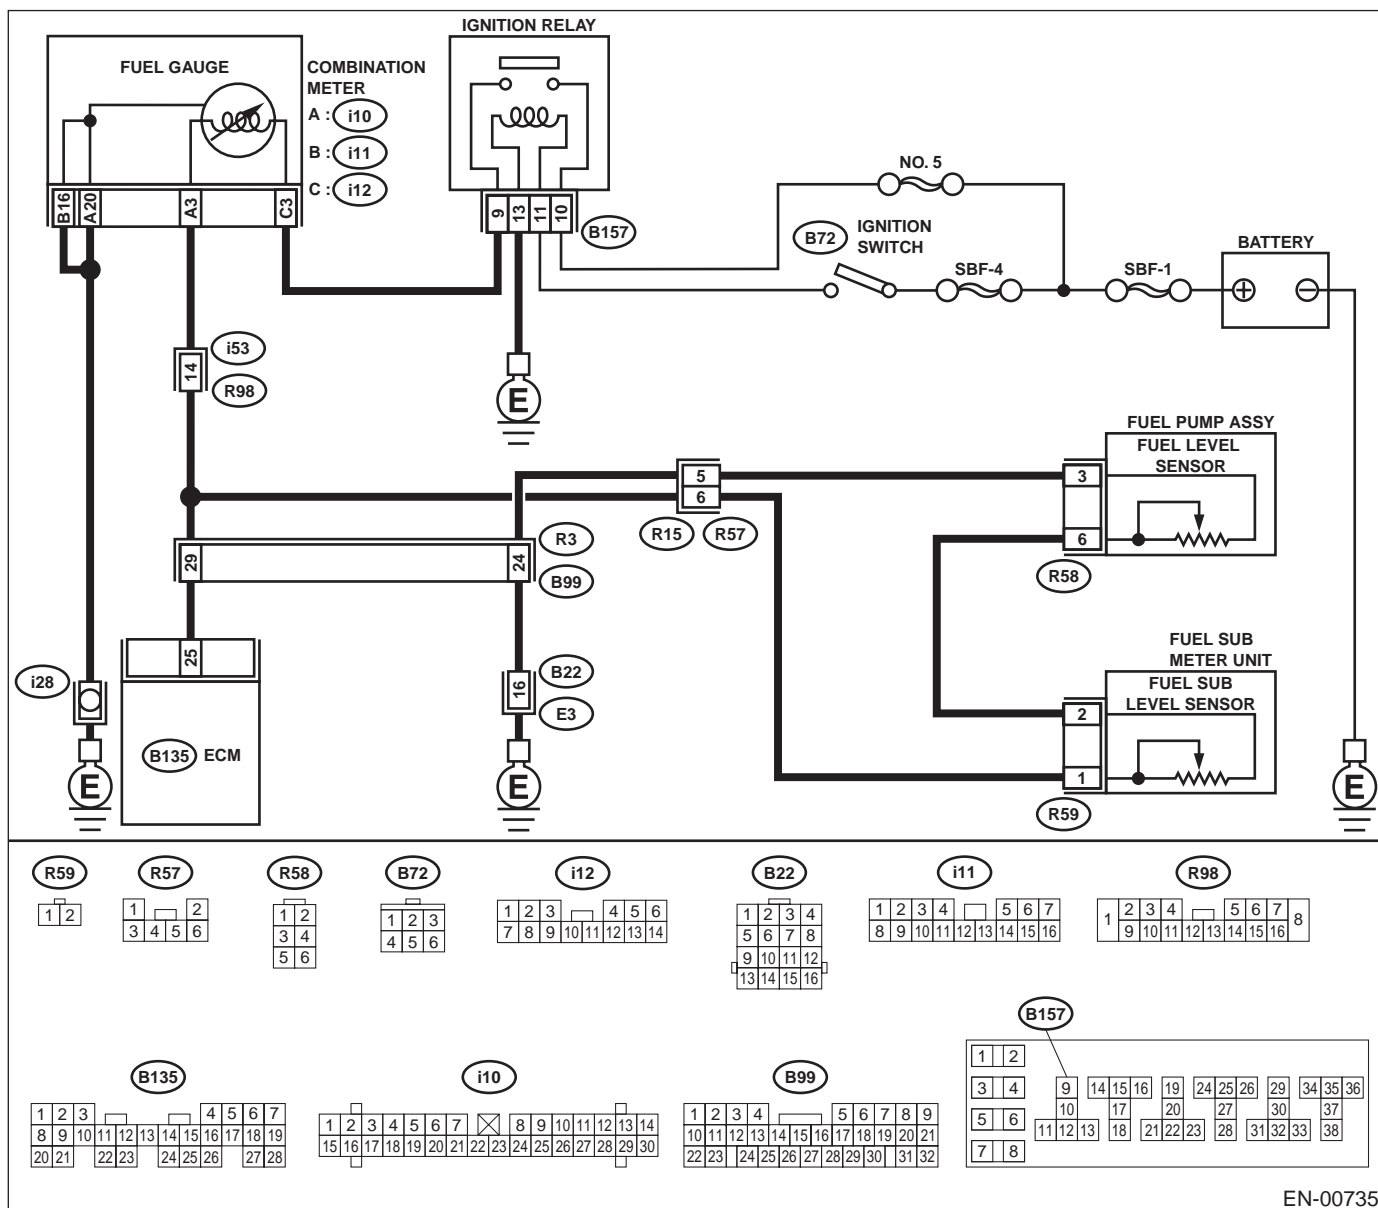 IGNITION RELAY
FUEL GAUGE
COMBINATION
METER
A : i10
B : i11
C : i12
B16 A20 A3 C3
9 13 11 10
B157
NO. 5
B72 IGNITION
SWITCH
SBF-4
SBF-1
BATTERY
+ −
i53
14
R98
E
FUEL PUMP ASSY
FUEL LEVEL
SENSOR
5
6
R15 R57
3
6
R58
R3
29 24
B99
FUEL SUB
METER UNIT
FUEL SUB
LEVEL SENSOR
2
1
R59
25
i28
B22
16
E3
B135 ECM
E
E
E
R59 R57 R58 B72 i12 B22 i11 R98
1 2
1 2
3 4 5 6
1 2
3 4
5 6
1 2 3
4 5 6
1 2 3 4 5 6
7 8 9 10 11 12 13 14
1 2 3 4
5 6 7 8
9 10 11 12
13 14 15 16
1 2 3 4 5 6 7
8 9 10 11 12 13 14 15 16
1 2 3 4 5 6 7 8
9 10 11 12 13 14 15 16
B135 i10 B99 B157
1 2 3 4 5 6 7
8 9 10 11 12 13 14 15 16 17 18 19
20 21 22 23 24 25 26 27 28
1 2 3 4 5 6 7 8 9 10 11 12 13 14
15 16 17 18 19 20 21 22 23 24 25 26 27 28 29 30
1 2 3 4 5 6 7 8 9
10 11 12 13 14 15 16 17 18 19 20 21
22 23 24 25 26 27 28 29 30 31 32
1 2
3 4
5 6
7 8
9 14 15 16 19 24 25 26 29 34 35 36
10 17 20 27 30 37
11 12 13 18 21 22 23 28 31 32 33 38
EN-00735